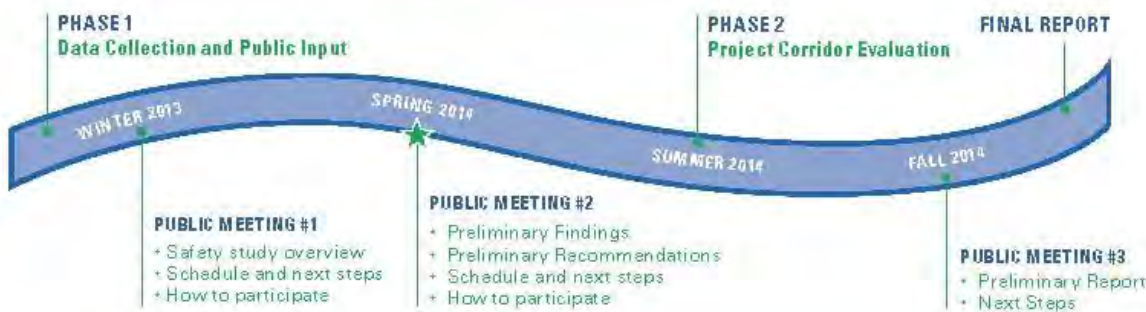 PHASE 1
Data Collection and Public Input
PHASE 2
Project Corridor Evaluation
FINAL REPORT
WINTER 2013
SPRING 2014
SUMMER 2014
FALL 2014
PUBLIC MEETING #1
• Safety study overview
• Schedule and next steps
• How to participate
PUBLIC MEETING #2
• Preliminary Findings
• Preliminary Recommendations
• Schedule and next steps
• How to participate
PUBLIC MEETING #3
• Preliminary Report
• Next Steps